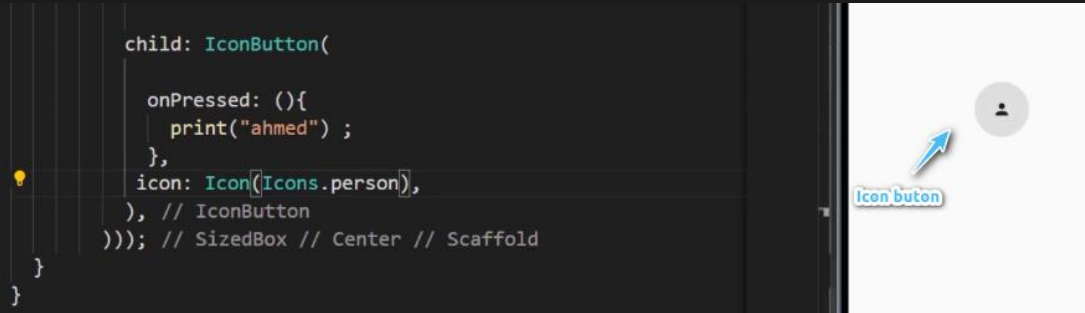 child: IconButton(
onPressed: (){
print("ahmed") ;
},
icon: Icon(Icons.person),
), // IconButton
))); // SizedBox // Center // Scaffold
}
}
Icon buton